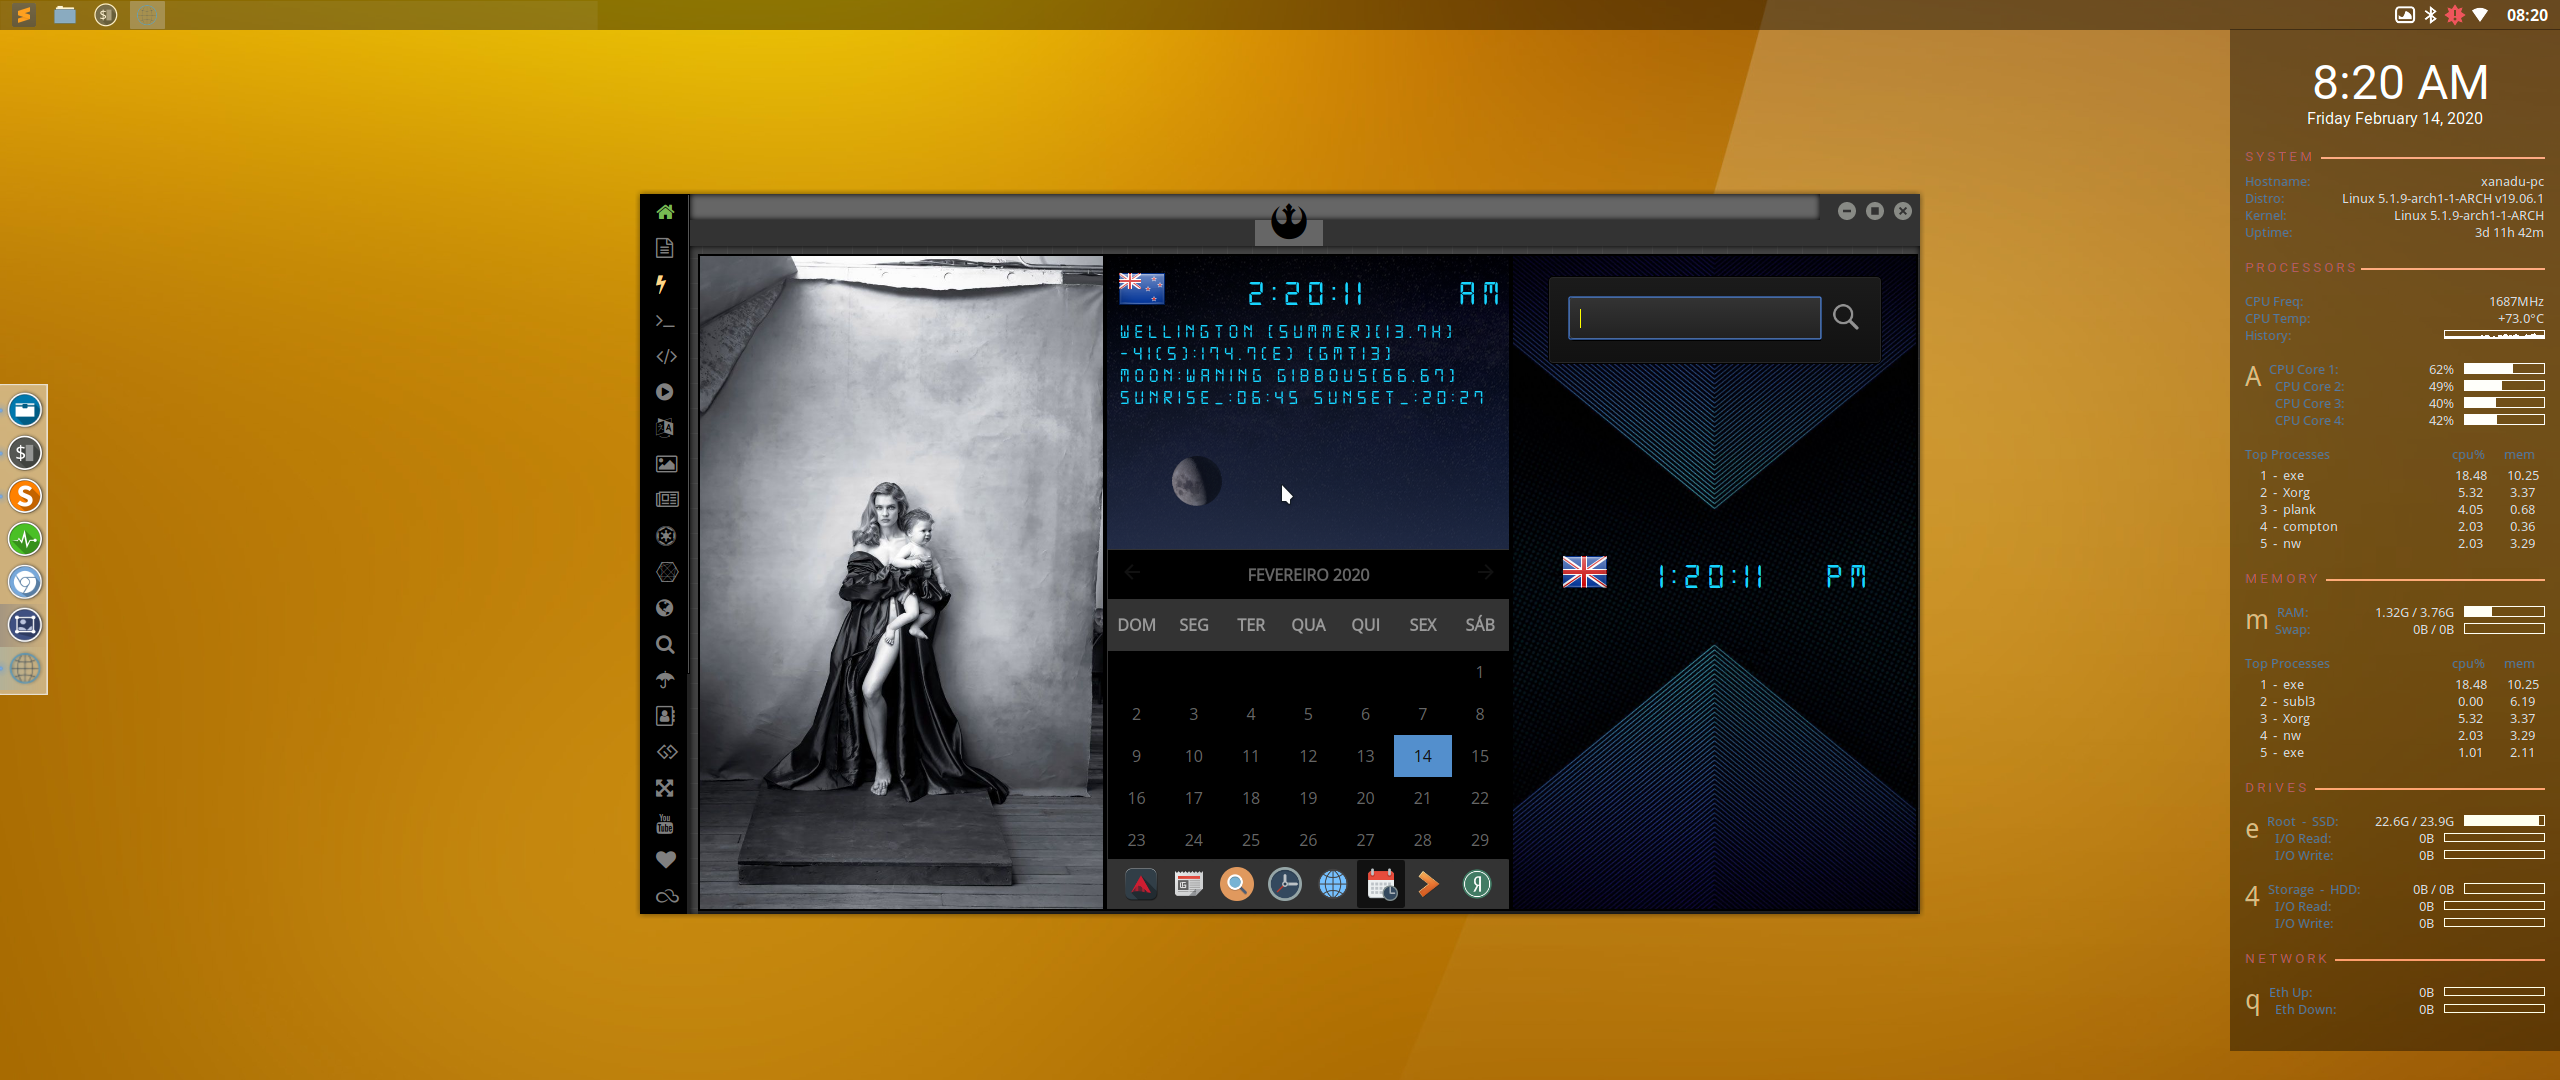 08:20
8:20 AM
Friday February 14, 2020
SYSTEM
Hostname: xanadu-pc
Distro: Linux 5.1.9-arch1-1-ARCH v19.06.1
Kernel: Linux 5.1.9-arch1-1-ARCH
Uptime: 3d 11h 42m
PROCESSORS
CPU Freq: 1687MHz
CPU Temp: +73.0°C
History:
A CPU Core 1: 62%
CPU Core 2: 49%
CPU Core 3: 40%
CPU Core 4: 42%
Top Processes cpu% mem
1 - exe 18.48 10.25
2 - Xorg 5.32 3.37
3 - plank 4.05 0.68
4 - compton 2.03 0.36
5 - nw 2.03 3.29
MEMORY
m RAM: 1.32G / 3.76G
Swap: 0B / 0B
Top Processes cpu% mem
1 - exe 18.48 10.25
2 - subl3 0.00 6.19
3 - Xorg 5.32 3.37
4 - nw 2.03 3.29
5 - exe 1.01 2.11
DRIVES
e Root - SSD: 22.6G / 23.9G
I/O Read: 0B
I/O Write: 0B
4 Storage - HDD: 0B / 0B
I/O Read: 0B
I/O Write: 0B
NETWORK
q Eth Up: 0B
Eth Down: 0B
2:20:11 AM
WELLINGTON (SUMMER)(13.7H)
-41(S):174.7(E) (GMT13)
MOON:WANING GIBBOUS(66.67)
SUNRISE_:06:45 SUNSET_:20:27
FEVEREIRO 2020
DOM SEG TER QUA QUI SEX SÁB
1
2 3 4 5 6 7 8
9 10 11 12 13 14 15
16 17 18 19 20 21 22
23 24 25 26 27 28 29
1:20:11 PM
You
Tube